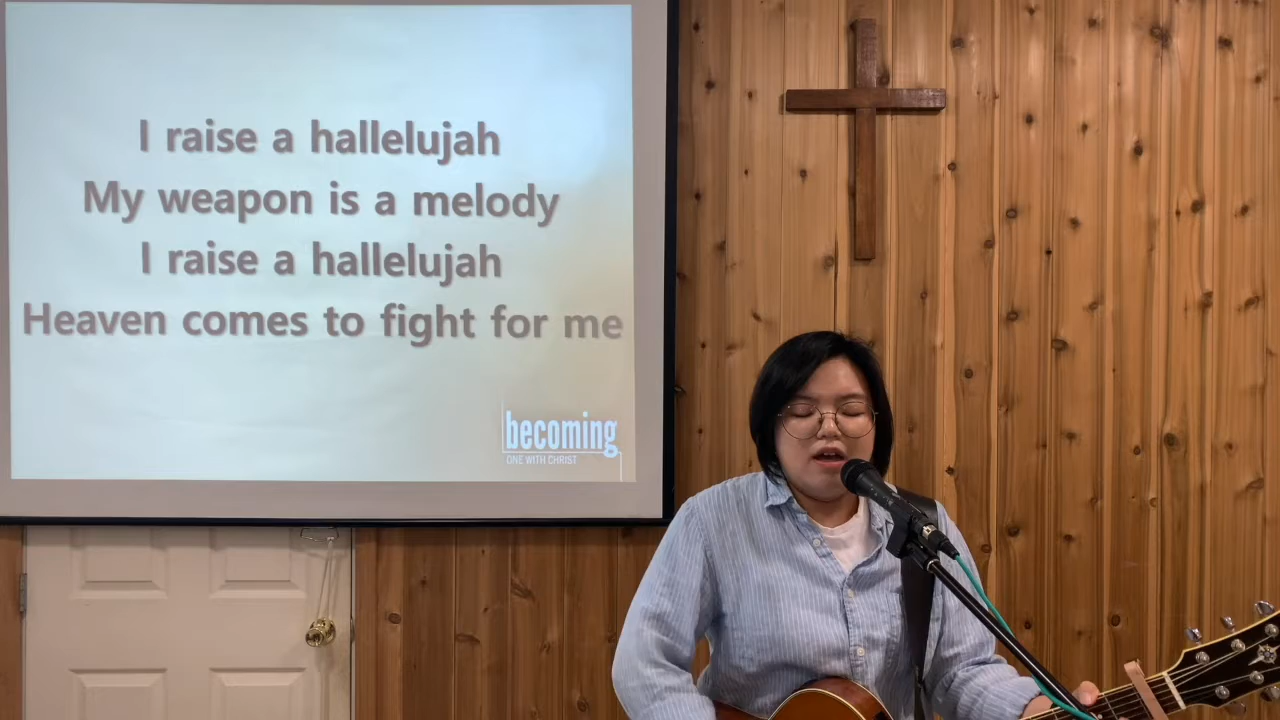 I raise a hallelujah
My weapon is a melody
I raise a hallelujah
Heaven comes to fight for me
becoming
ONE WITH CHRIST